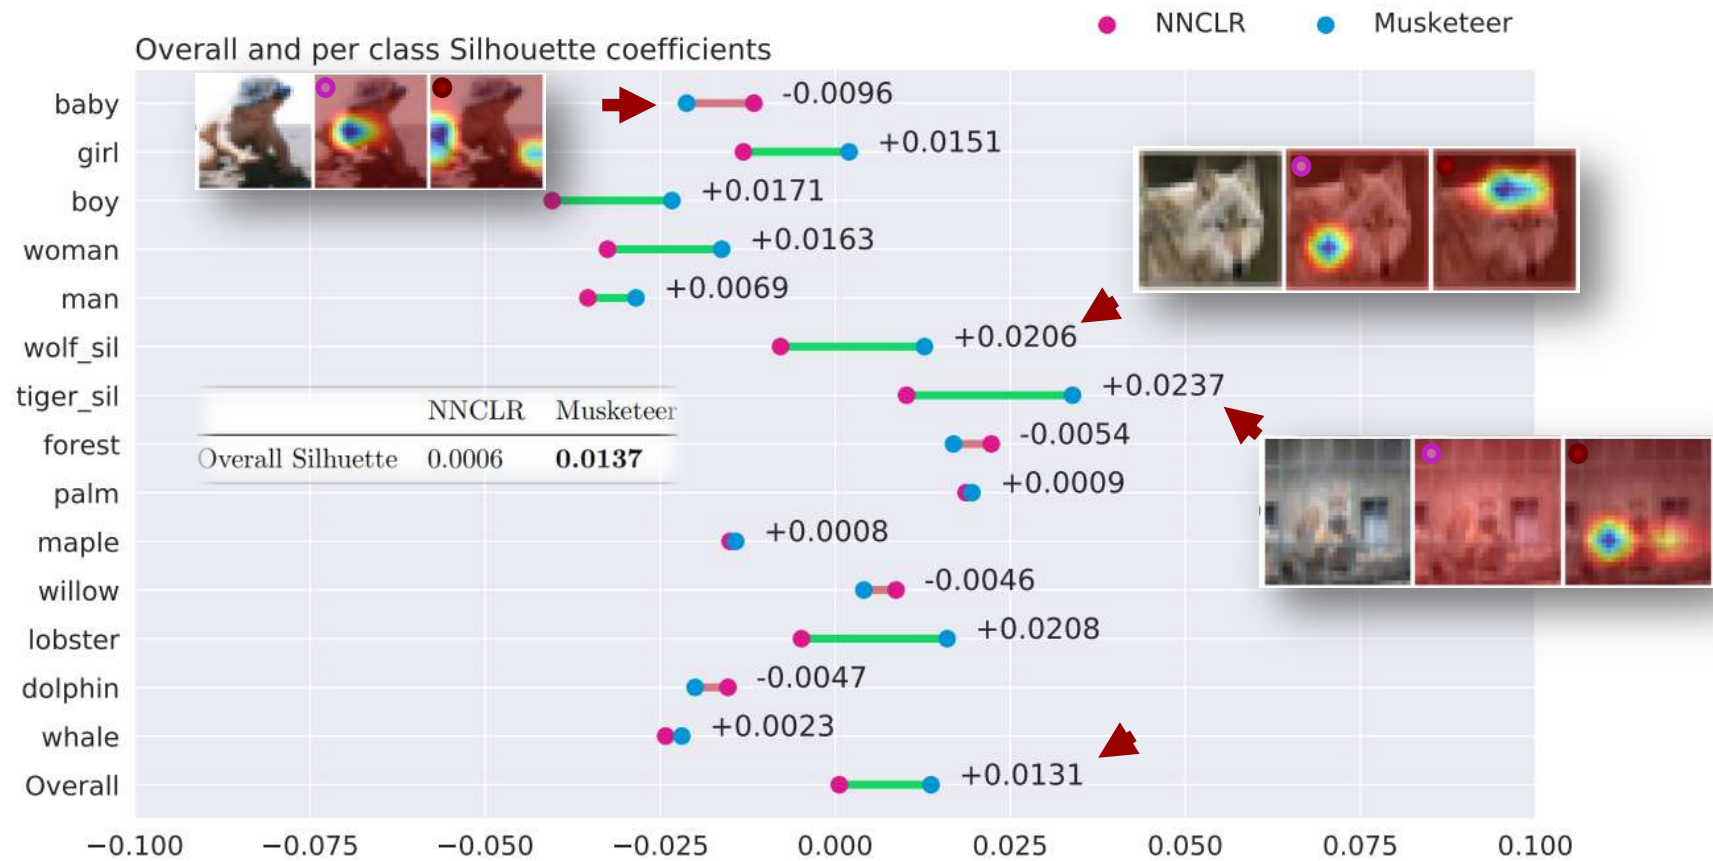 NNCLR Musketeer
Overall and per class Silhouette coefficients
baby -0.0096
girl +0.0151
boy +0.0171
woman +0.0163
man +0.0069
wolf_sil +0.0206
tiger_sil +0.0237
NNCLR Musketeer
forest -0.0054
Overall Silhuette 0.0006 0.0137
palm +0.0009
maple +0.0008
willow -0.0046
lobster +0.0208
dolphin -0.0047
whale +0.0023
Overall +0.0131
−0.100 −0.075 −0.050 −0.025 0.000 0.025 0.050 0.075 0.100